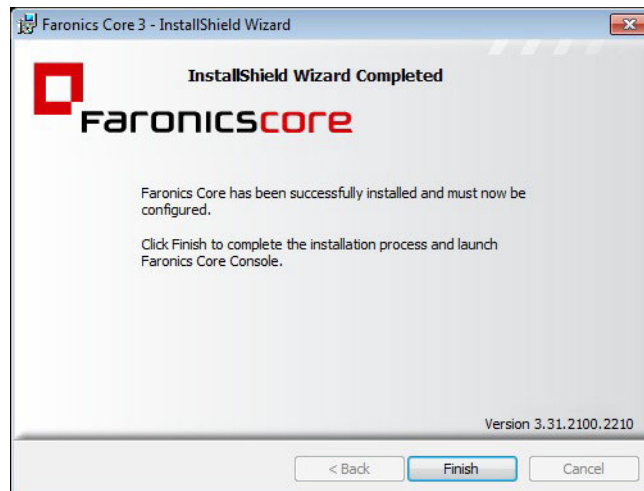 Faronics Core 3 - InstallShield Wizard
InstallShield Wizard Completed
Faronicscore
Faronics Core has been successfully installed and must now be
configured.
Click Finish to complete the installation process and launch
Faronics Core Console.
Version 3.31.2100.2210
< Back
Finish
Cancel